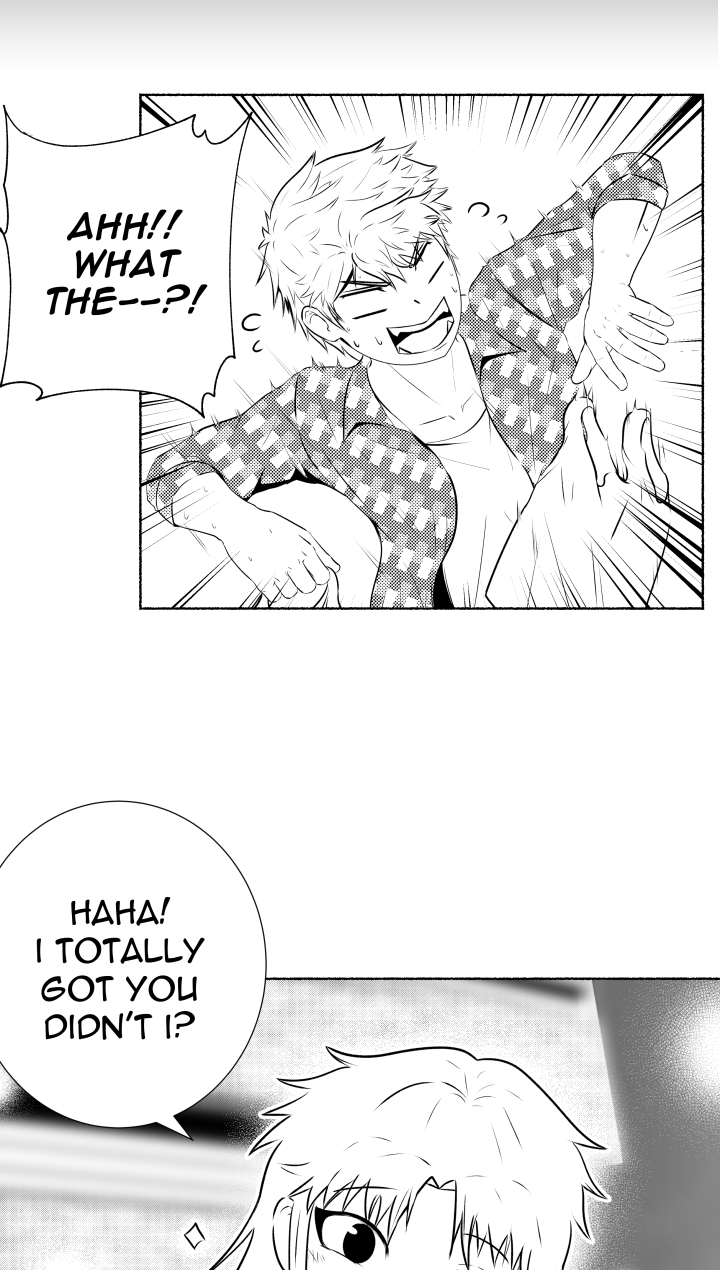 AHH!!
WHAT
THE--?!
HAHA!
I TOTALLY
GOT YOU
DIDN'T I?